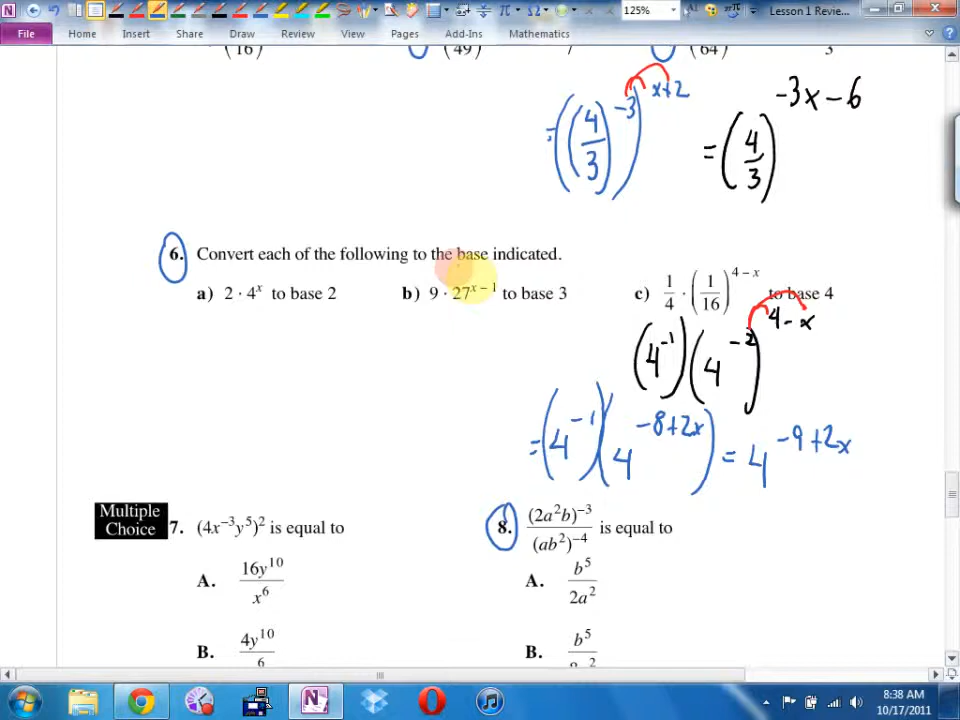 125%
Lesson 1 Revie...
File Home Insert Share Draw Review View Pages Add-Ins Mathematics
(16) (49) 7 (64) 3
= ((4/3)^-3)^x+2 = (4/3)^-3x-6
6. Convert each of the following to the base indicated.
a) 2 · 4^x to base 2 b) 9 · 27^x − 1 to base 3 c) 1/4 · (1/16)^4 − x to base 4
(4^-1)(4^-2)^4-x
= (4^-1)(4^-8+2x) = 4^-9+2x
Multiple
Choice
7. (4x^−3y^5)^2 is equal to
8. (2a^2b)^−3/(ab^2)^−4 is equal to
A. 16y^10/x^6
A. b^5/2a^2
B. 4y^10/6
B. b^5
8:38 AM
10/17/2011